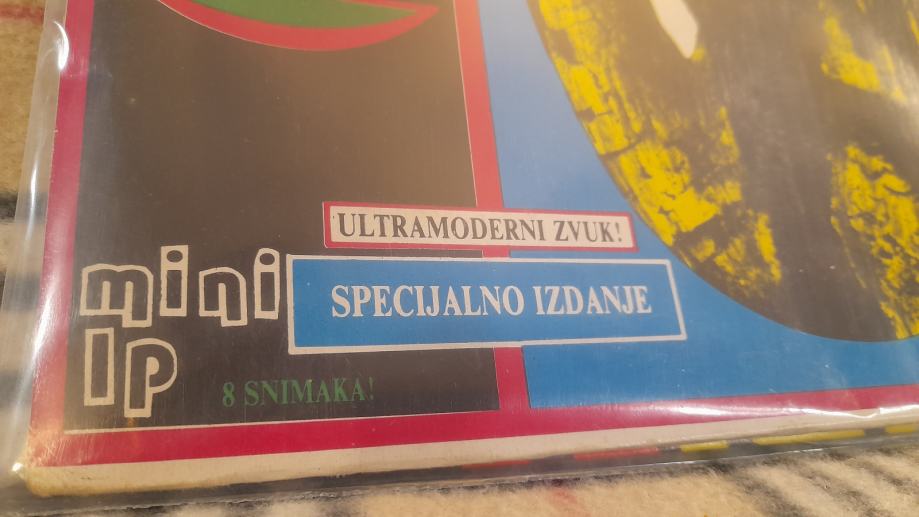 ULTRAMODERNI ZVUK!
mini
lp
SPECIJALNO IZDANJE
8 SNIMAKA!